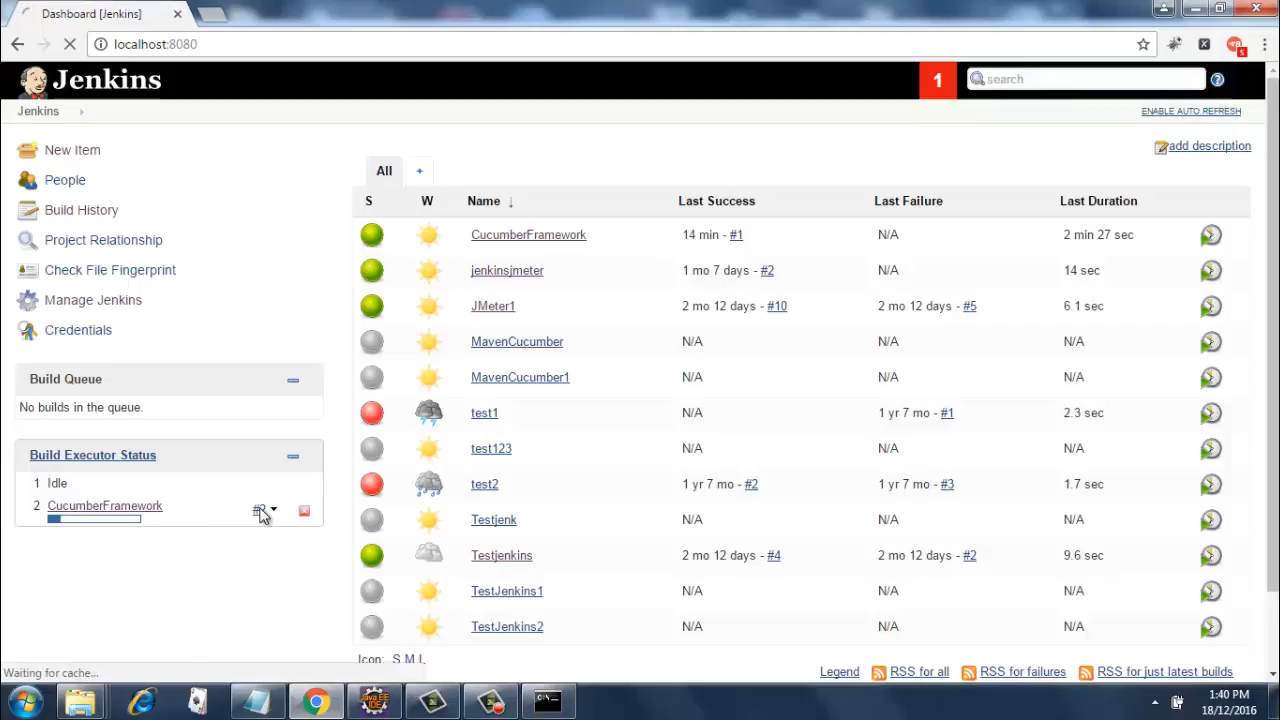 Dashboard [Jenkins]
localhost:8080
5
Jenkins
1
search
Jenkins
ENABLE AUTO REFRESH
add description
New Item
People
Build History
Project Relationship
Check File Fingerprint
Manage Jenkins
Credentials
Build Queue
No builds in the queue.
Build Executor Status
1 Idle
2 CucumberFramework
All +
S W Name ↓ Last Success Last Failure Last Duration
CucumberFramework 14 min - #1 N/A 2 min 27 sec
jenkinsjmeter 1 mo 7 days - #2 N/A 14 sec
JMeter1 2 mo 12 days - #10 2 mo 12 days - #5 6.1 sec
MavenCucumber N/A N/A N/A
MavenCucumber1 N/A N/A N/A
test1 N/A 1 yr 7 mo - #1 2.3 sec
test123 N/A N/A N/A
test2 1 yr 7 mo - #2 1 yr 7 mo - #3 1.7 sec
Testjenk N/A N/A N/A
Testjenkins 2 mo 12 days - #4 2 mo 12 days - #2 9.6 sec
TestJenkins1 N/A N/A N/A
TestJenkins2 N/A N/A N/A
Icon: S M L
Legend RSS for all RSS for failures RSS for just latest builds
Waiting for cache...
Java EE
IDE
C:\.
1:40 PM
18/12/2016